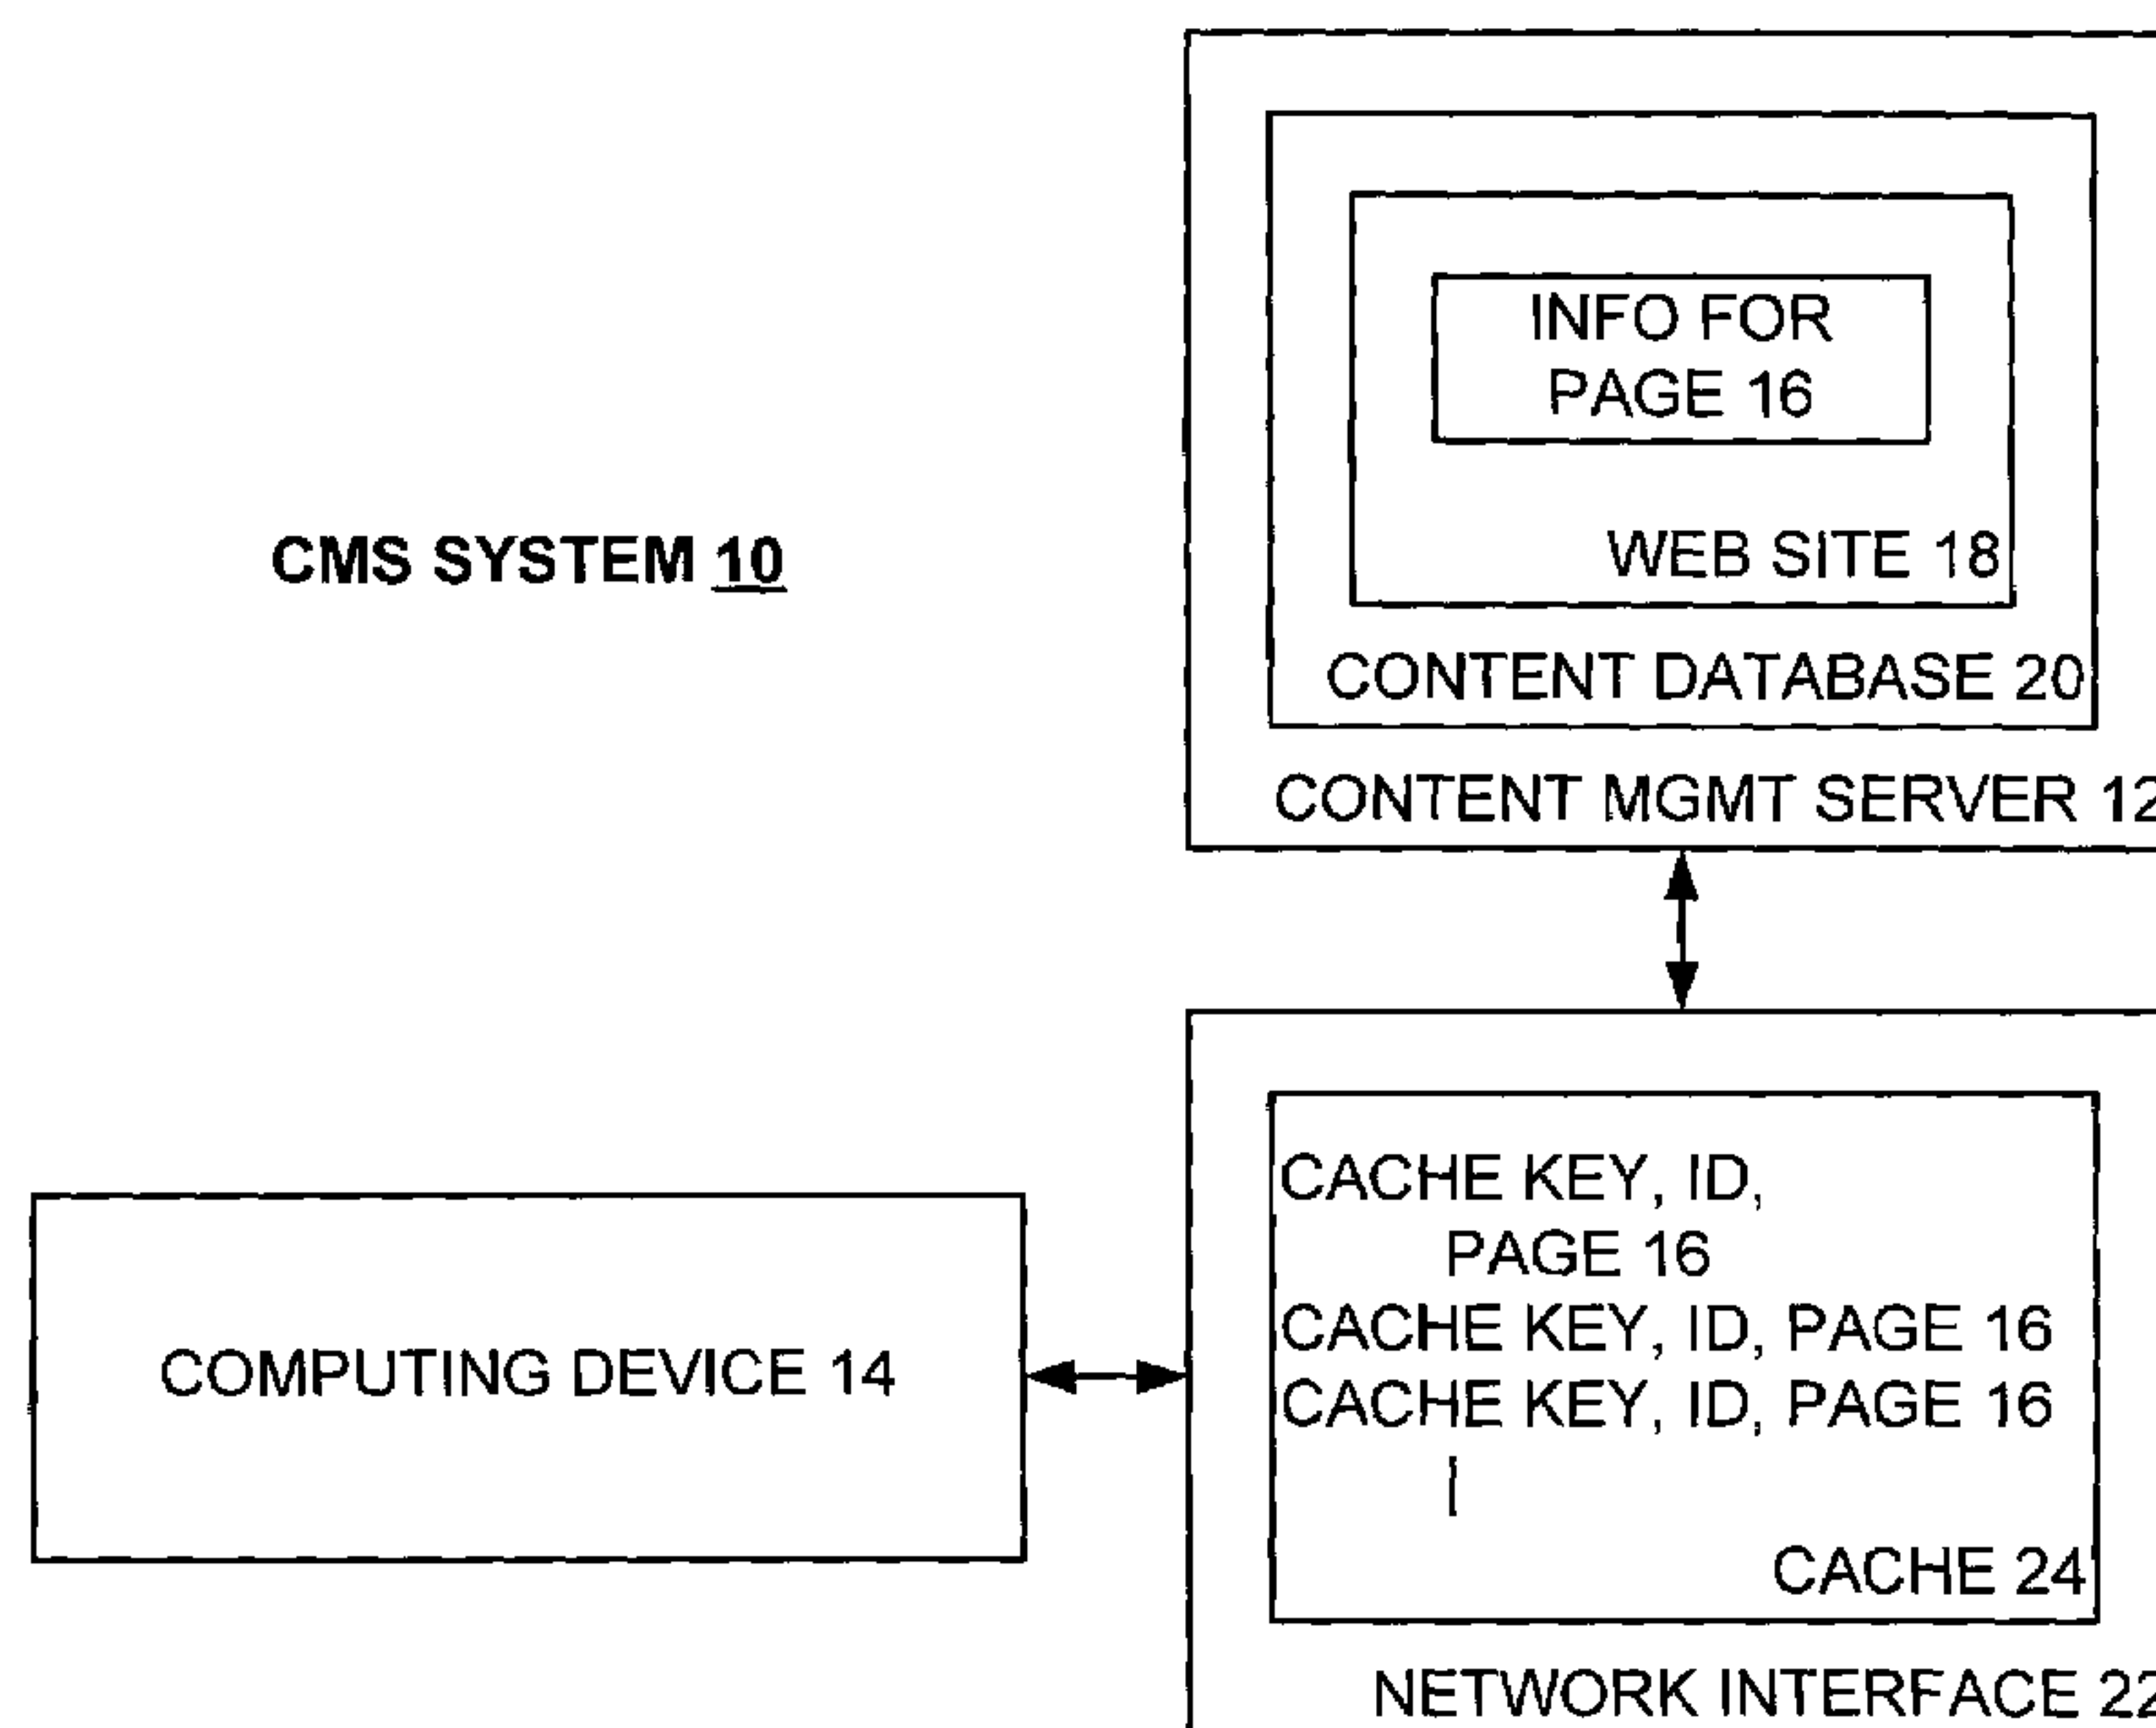 INFO FOR
PAGE 16
WEB SITE 18
CMS SYSTEM 10
CONTENT DATABASE 20
CONTENT MGMT SERVER 12
CACHE KEY, ID,
PAGE 16
CACHE KEY, ID, PAGE 16
CACHE KEY, ID, PAGE 16
COMPUTING DEVICE 14
CACHE 24
NETWORK INTERFACE 22